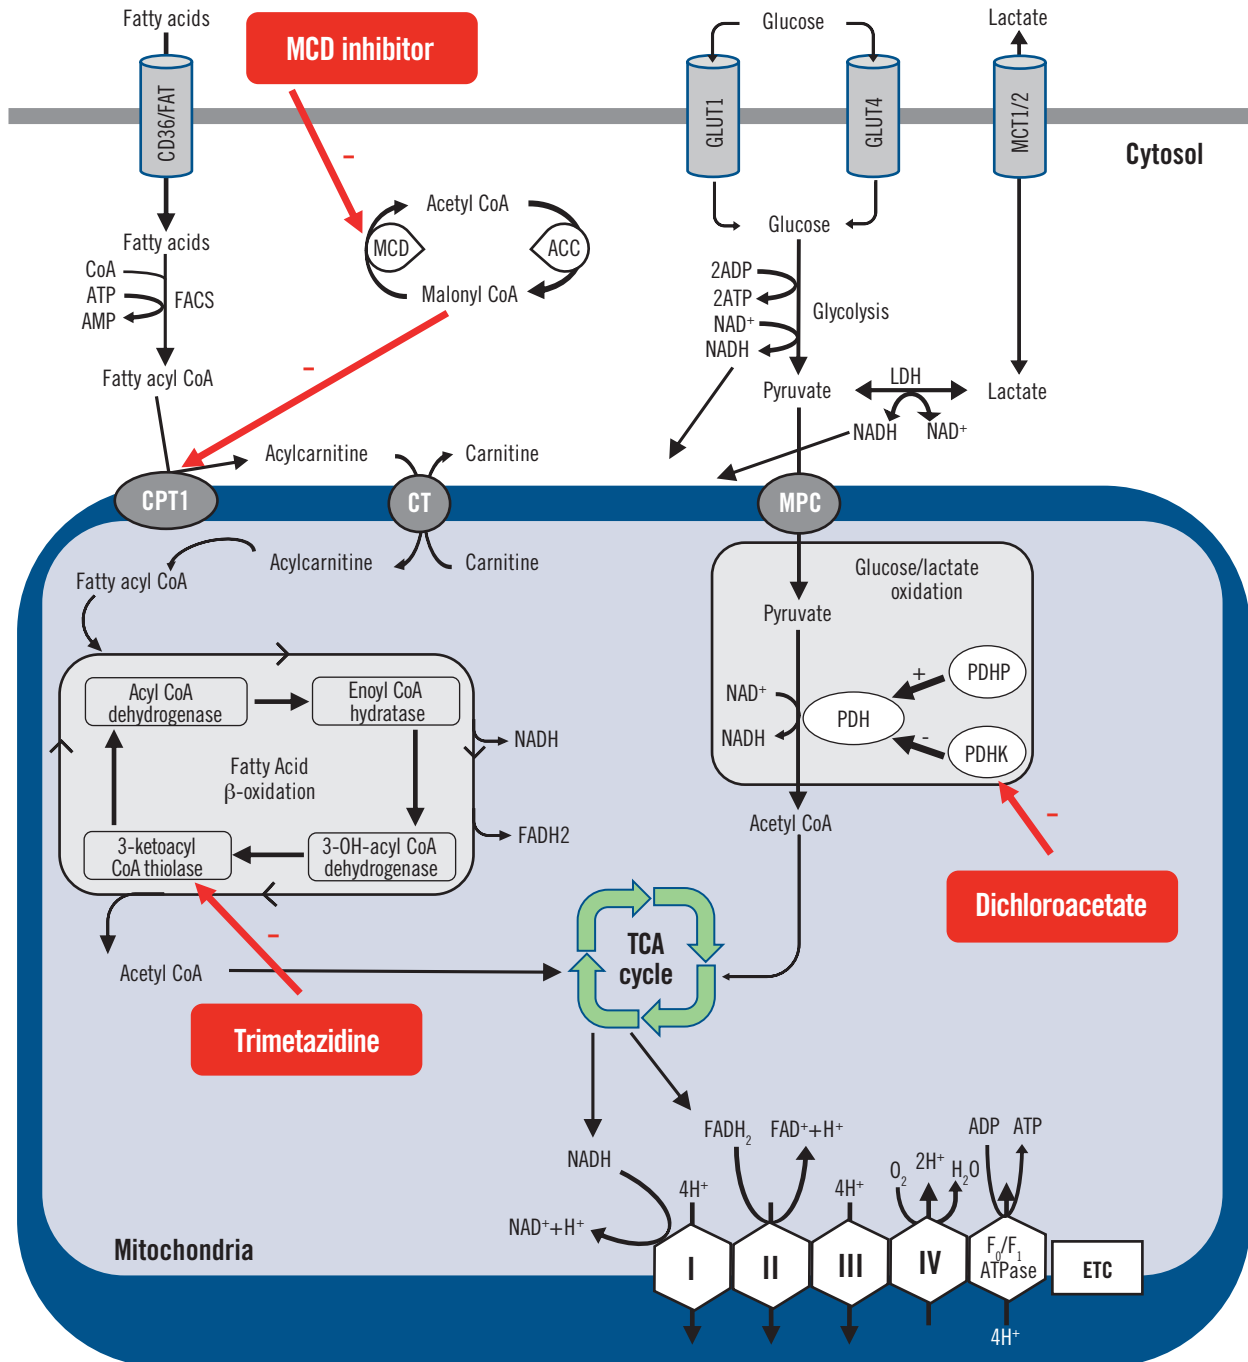 Fatty acids
MCD inhibitor
Glucose
Lactate
CD36/FAT
GLUT1
GLUT4
MCT1/2
Cytosol
–
Acetyl CoA
MCD
ACC
Malonyl CoA
Fatty acids
CoA
ATP
AMP
FACS
Fatty acyl CoA
–
Glucose
2ADP
2ATP
NAD+
NADH
Glycolysis
Pyruvate
LDH
Lactate
NADH
NAD+
Acylcarnitine
Carnitine
CPT1
CT
MPC
Acylcarnitine
Carnitine
Fatty acyl CoA
Glucose/lactate
oxidation
Pyruvate
NAD+
NADH
PDH
+
PDHP
-
PDHK
Acetyl CoA
–
Dichloroacetate
Acyl CoA
dehydrogenase
Enoyl CoA
hydratase
NADH
Fatty Acid
β-oxidation
FADH2
3-ketoacyl
CoA thiolase
3-OH-acyl CoA
dehydrogenase
–
Acetyl CoA
TCA
cycle
Trimetazidine
NADH
NAD⁺+H⁺
FADH₂
FAD⁺+H⁺
4H⁺
4H⁺
O₂
2H⁺
H₂O
ADP
ATP
Mitochondria
I
II
III
IV
F₀/F₁
ATPase
ETC
4H⁺